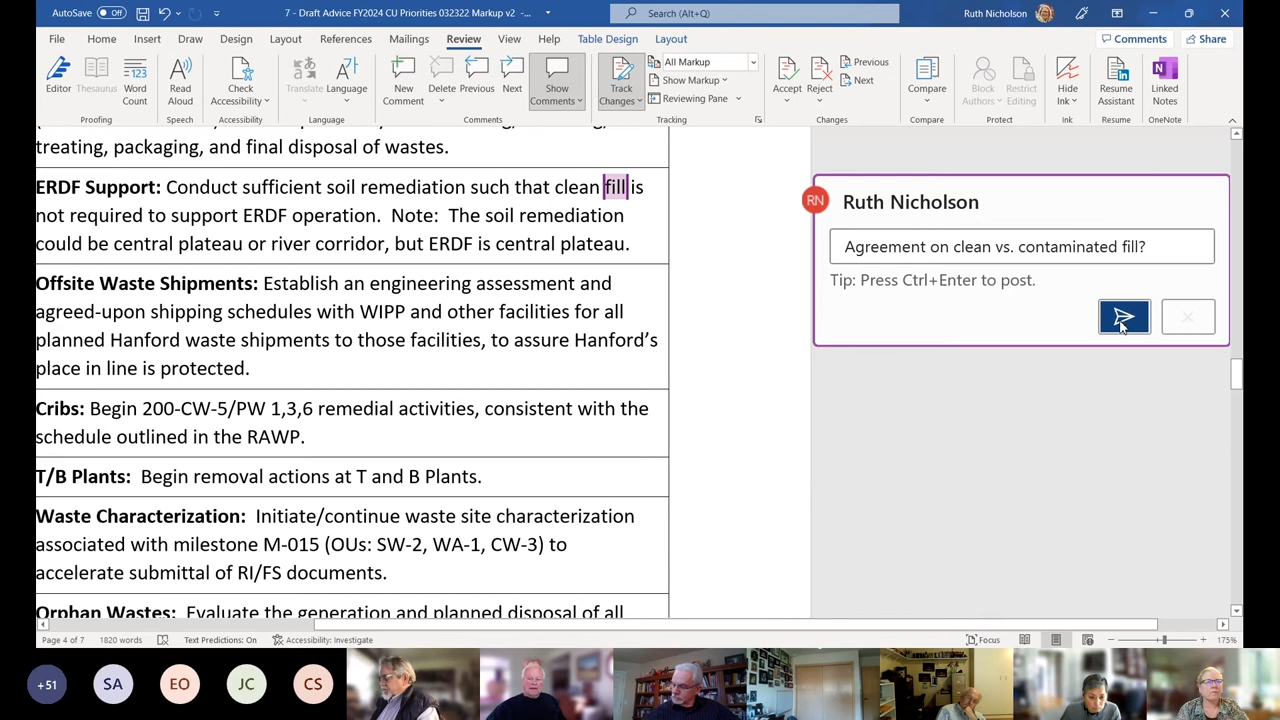 AutoSave Off 7 - Draft Advice FY2024 CU Priorities 032322 Markup v2 - ... Search (Alt+Q) Ruth Nicholson
File Home Insert Draw Design Layout References Mailings Review View Help Table Design Layout Comments Share
Editor Thesaurus Word Count Read Aloud Check Accessibility Translate Language New Comment Delete Previous Next Show Comments Track Changes All Markup Show Markup Reviewing Pane Accept Reject Previous Next Compare Block Authors Restrict Editing Hide Ink Resume Assistant Linked Notes
Proofing Speech Accessibility Language Comments Tracking Changes Compare Protect Ink Resume OneNote
treating, packaging, and final disposal of wastes.
ERDF Support: Conduct sufficient soil remediation such that clean fill is
not required to support ERDF operation. Note: The soil remediation
could be central plateau or river corridor, but ERDF is central plateau.
Offsite Waste Shipments: Establish an engineering assessment and
agreed-upon shipping schedules with WIPP and other facilities for all
planned Hanford waste shipments to those facilities, to assure Hanford's
place in line is protected.
Cribs: Begin 200-CW-5/PW 1,3,6 remedial activities, consistent with the
schedule outlined in the RAWP.
T/B Plants: Begin removal actions at T and B Plants.
Waste Characterization: Initiate/continue waste site characterization
associated with milestone M-015 (OUs: SW-2, WA-1, CW-3) to
accelerate submittal of RI/FS documents.
Orphan Wastes: Evaluate the generation and planned disposal of all
RN Ruth Nicholson
Agreement on clean vs. contaminated fill?
Tip: Press Ctrl+Enter to post.
Page 4 of 7 1820 words Text Predictions: On Accessibility: Investigate Focus 175%
+51 SA EO JC CS